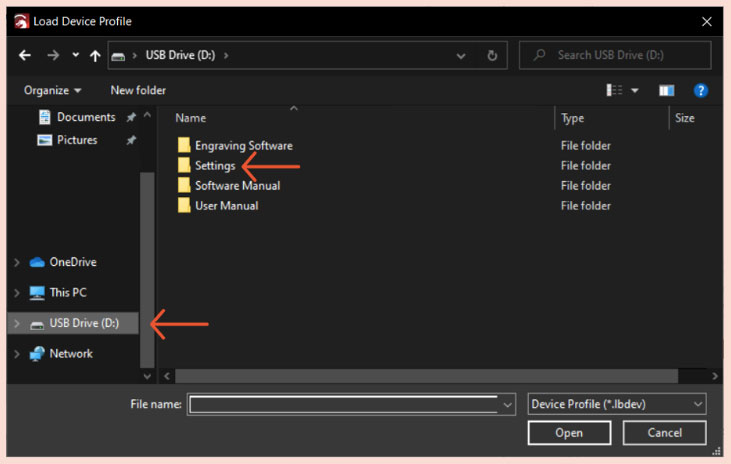 Load Device Profile
USB Drive (D:)
Search USB Drive (D:)
Organize
New folder
Documents
Pictures
OneDrive
This PC
USB Drive (D:)
Network
Name
Type
Size
Engraving Software
File folder
Settings
File folder
Software Manual
File folder
User Manual
File folder
File name:
Device Profile (*.lbdev)
Open
Cancel